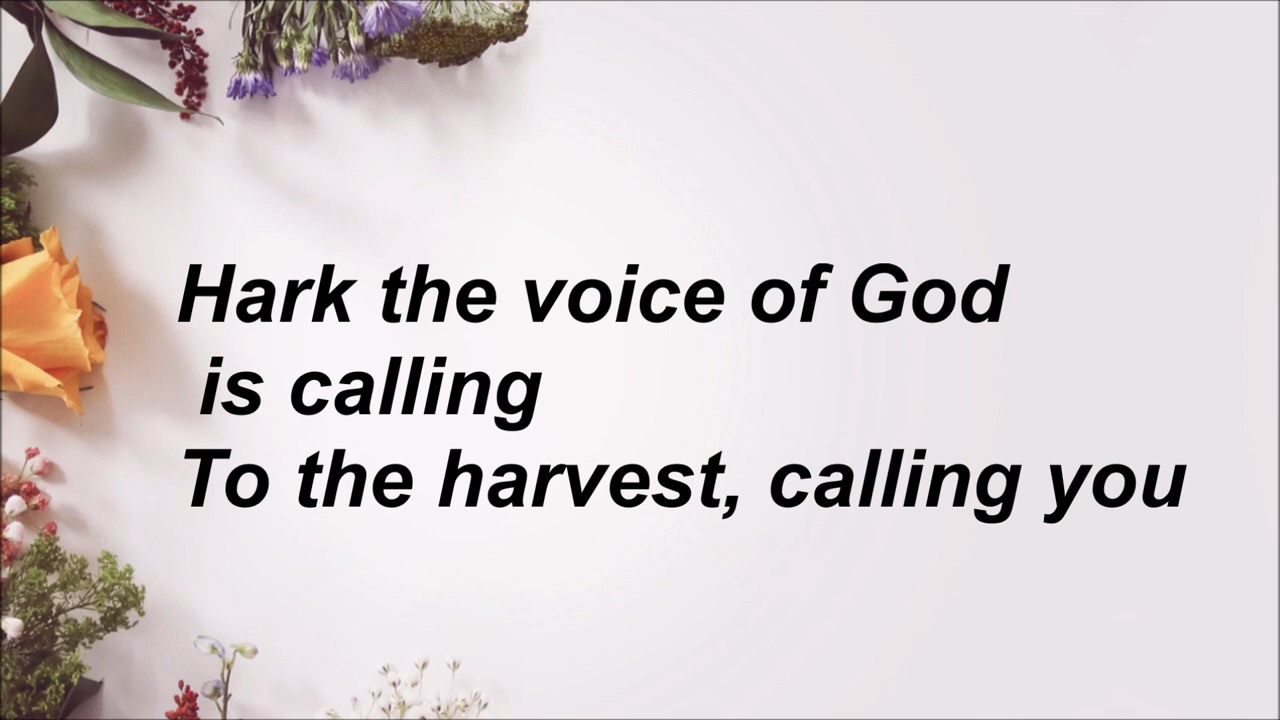 Hark the voice of God
is calling
To the harvest, calling you